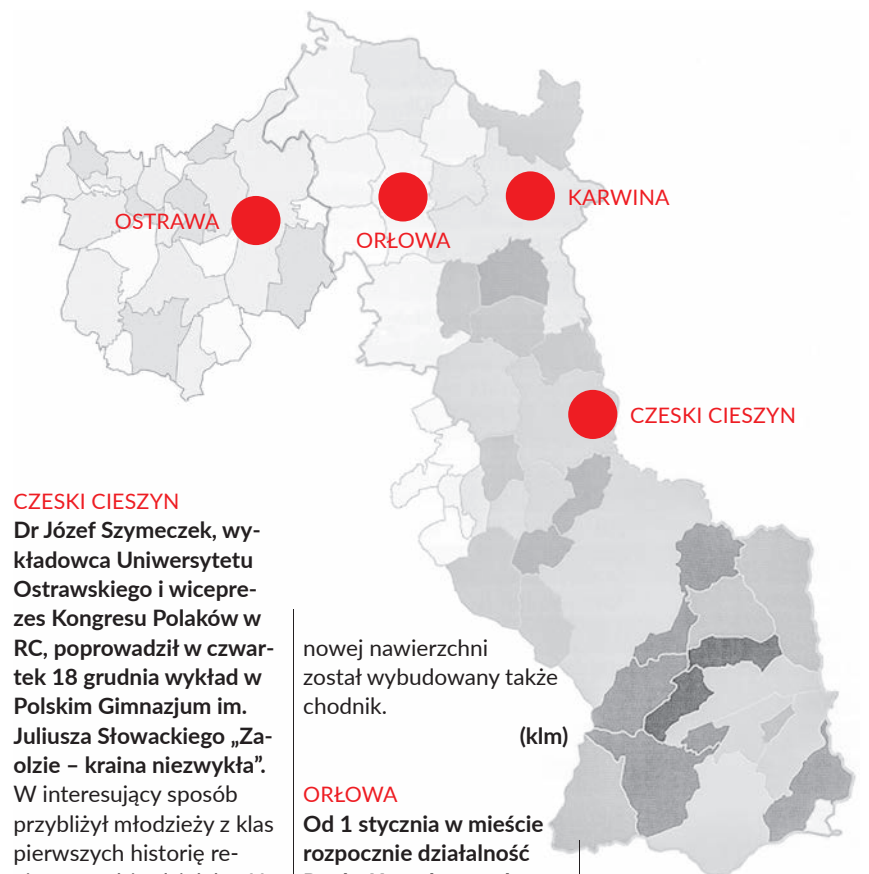 OSTRAWA
ORŁOWA
KARWINA
CZESKI CIESZYN
CZESKI CIESZYN
Dr Józef Szymeczek, wy-
kładowca Uniwersytetu
Ostrawskiego i wicepre-
zes Kongresu Polaków w
RC, poprowadził w czwar-
tek 18 grudnia wykład w
Polskim Gimnazjum im.
Juliusza Słowackiego „Za-
olzie – kraina niezwykła”.
W interesujący sposób
przybliżył młodzieży z klas
pierwszych historię re-
nowej nawierzchni
został wybudowany także
chodnik.
(klm)
ORŁOWA
Od 1 stycznia w mieście
rozpocznie działalność